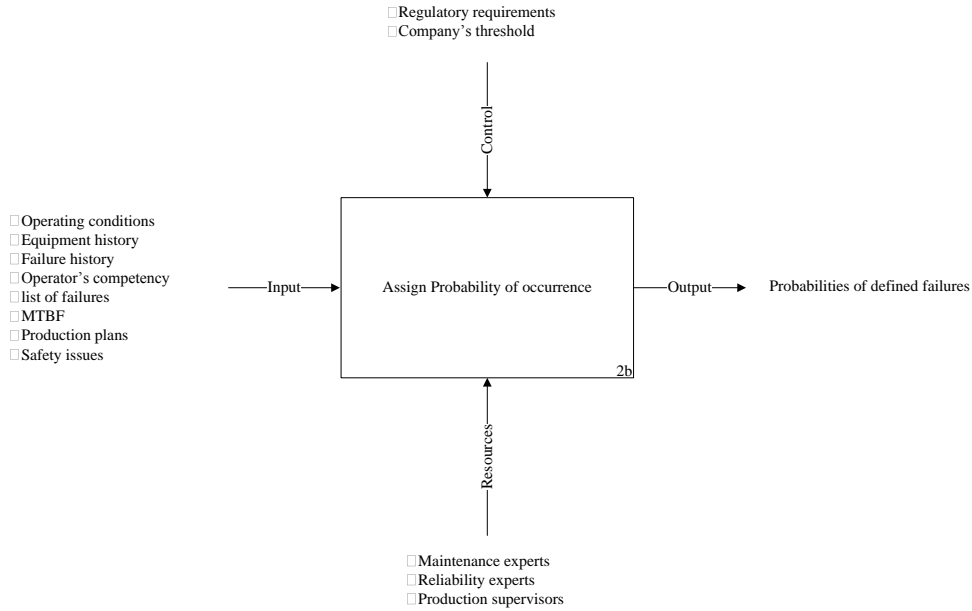 Regulatory requirements
Company's threshold
Control
Operating conditions
Equipment history
Failure history
Operator's competency
list of failures
MTBF
Production plans
Safety issues
Input
Assign Probability of occurrence
2b
Output
Probabilities of defined failures
Resources
Maintenance experts
Reliability experts
Production supervisors